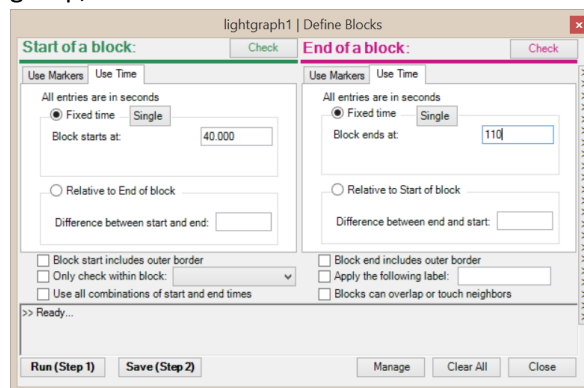 lightgraph1 | Define Blocks
Start of a block: Check
End of a block: Check
Use Markers Use Time
Use Markers Use Time
All entries are in seconds
All entries are in seconds
Fixed time Single
Fixed time Single
Block starts at: 40.000
Block ends at: 110
Relative to End of block
Relative to Start of block
Difference between start and end:
Difference between end and start:
Block start includes outer border
Block end includes outer border
Only check within block:
Apply the following label:
Use all combinations of start and end times
Blocks can overlap or touch neighbors
>> Ready...
Run (Step 1) Save (Step 2) Manage Clear All Close